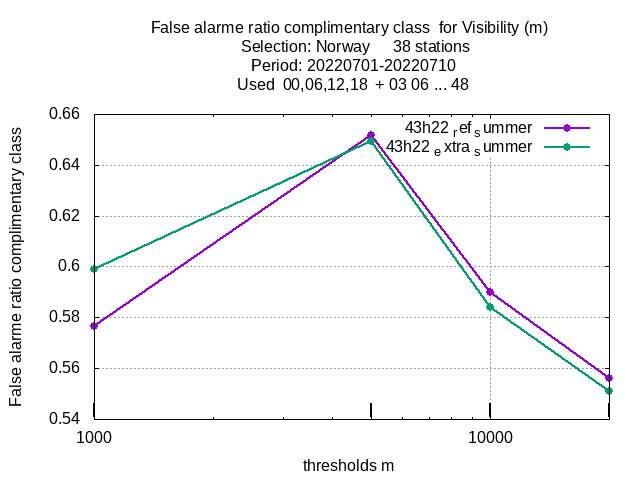 False alarme ratio complimentary class  for Visibility (m)
Selection: Norway     38 stations
Period: 20220701-20220710
Used  00,06,12,18  + 03 06 ... 48
False alarme ratio complimentary class
0.66
0.64
0.62
0.6
0.58
0.56
0.54
43h22 ref summer
43h22 extra summer
1000
10000
thresholds m